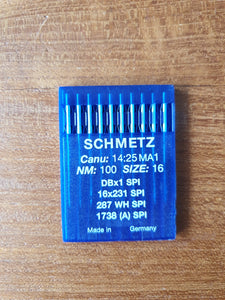 SCHMETZ
Canu: 14:25 MA1
NM: 100 SIZE: 16
DBx1 SPI
16x231 SPI
287 WH SPI
1738 (A) SPI
Made in Germany